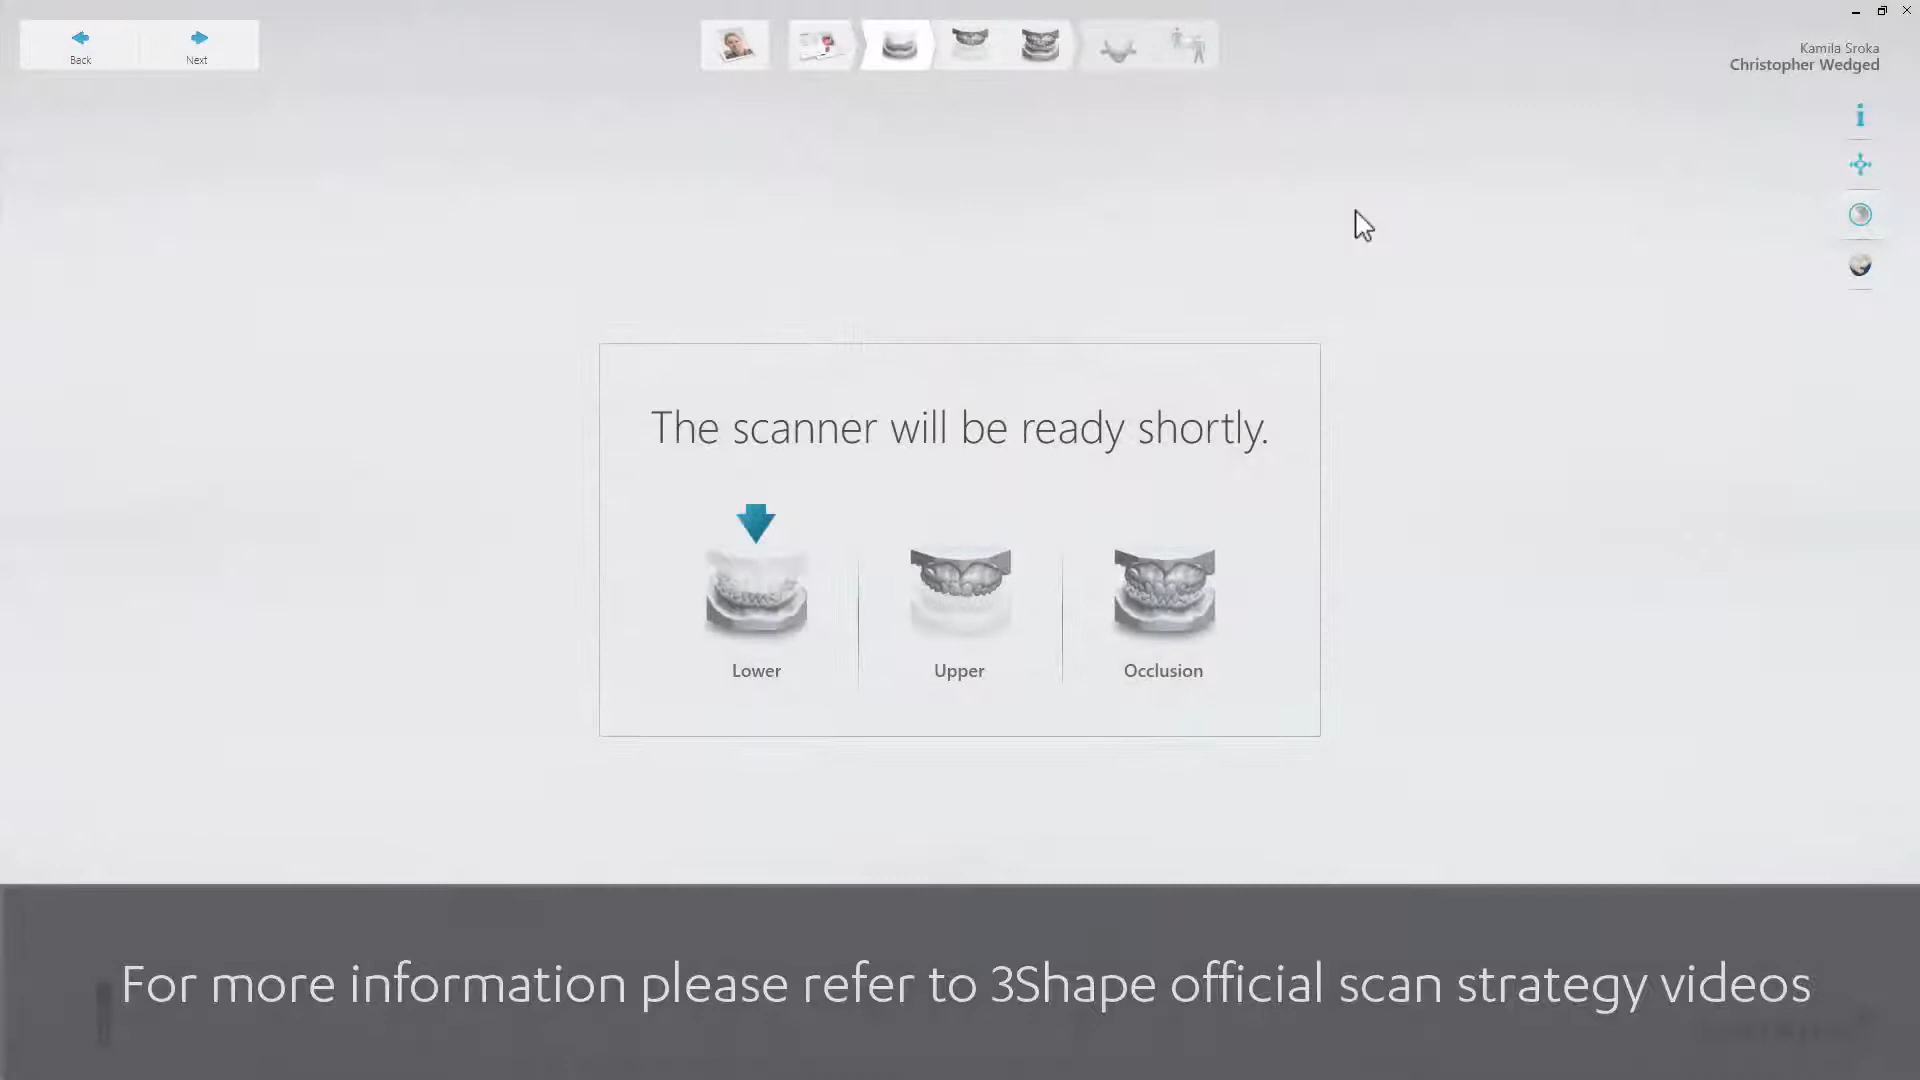 Back
Next
Kamila Sroka
Christopher Wedged
The scanner will be ready shortly.
Lower
Upper
Occlusion
For more information please refer to 3Shape official scan strategy videos